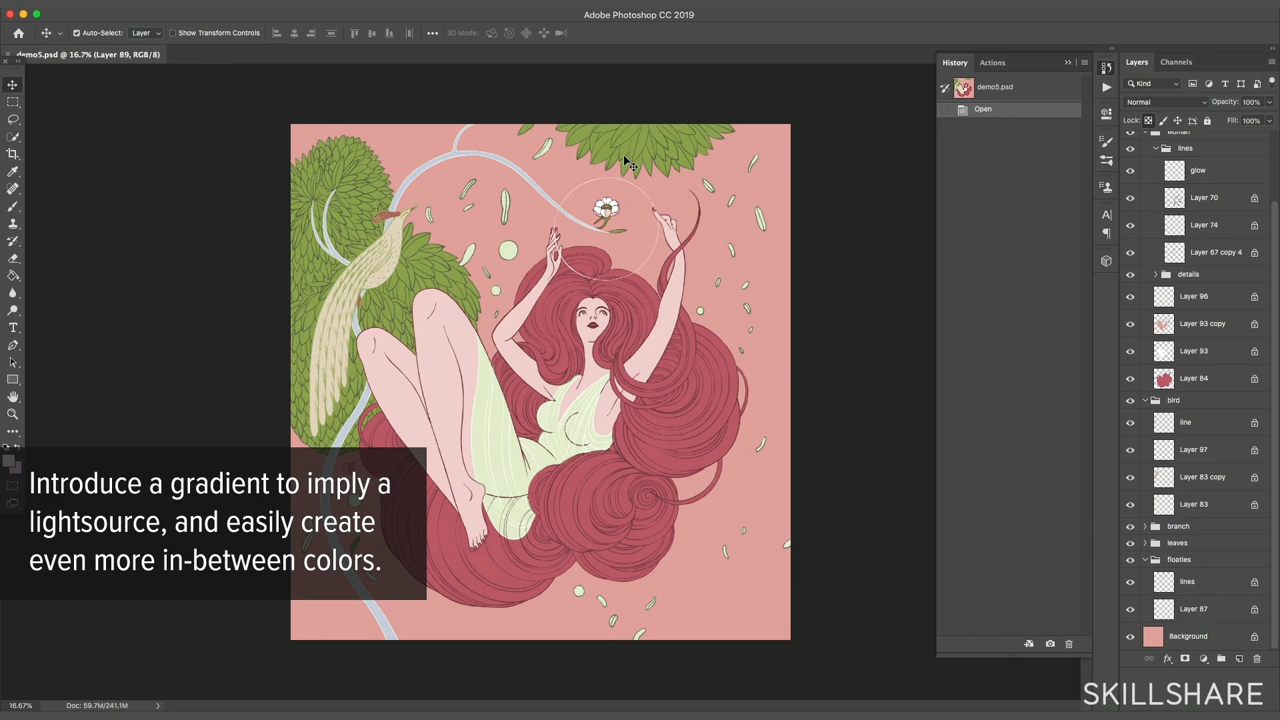 Adobe Photoshop CC 2019
Auto-Select: Layer Show Transform Controls 3D Mode:
demo5.psd @ 16.7% (Layer 89, RGB/8)
History Actions
demo5.psd
Open
Layers Channels
Kind
Normal Opacity: 100%
Lock: Fill: 100%
woman
lines
glow
Layer 70
Layer 74
Layer 67 copy 4
details
Layer 96
Layer 93 copy
Layer 93
Layer 84
bird
line
Layer 97
Layer 83 copy
Layer 83
branch
leaves
floaties
lines
Layer 87
Background
Introduce a gradient to imply a
lightsource, and easily create
even more in-between colors.
16.67% Doc: 59.7M/241.1M
SKILLSHARE